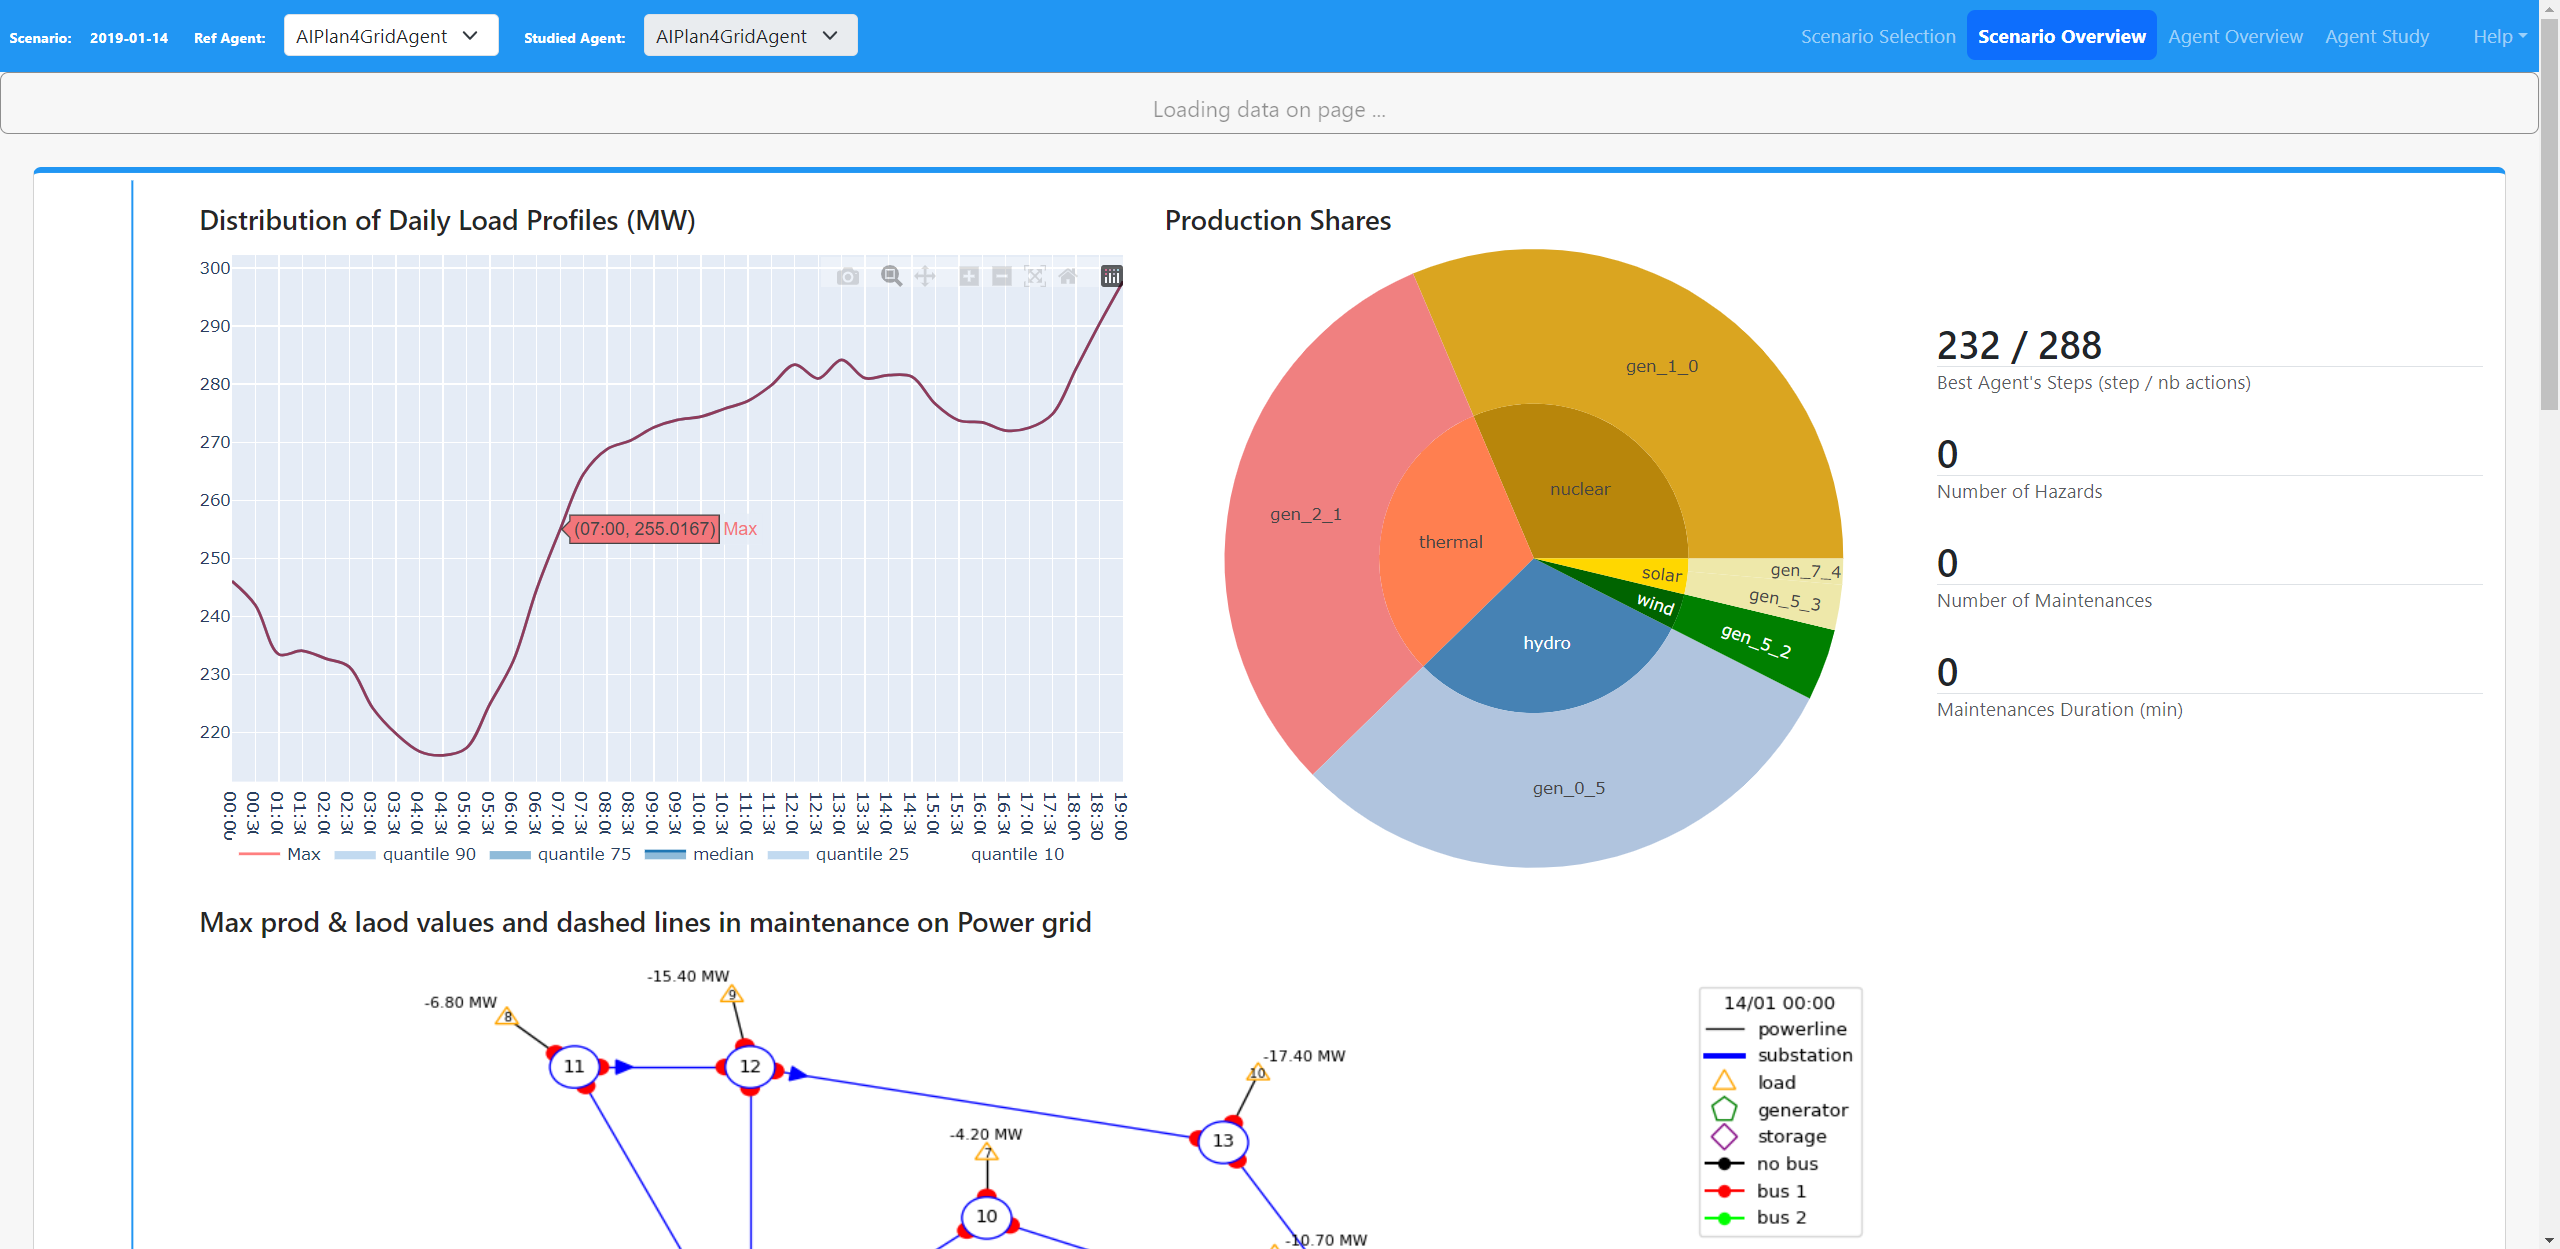 Scenario: 2019-01-14 Ref Agent: AIPlan4GridAgent Studied Agent: AIPlan4GridAgent Scenario Selection Scenario Overview Agent Overview Agent Study Help
Loading data on page ...
Distribution of Daily Load Profiles (MW)
300
290
280
270
260
250
240
230
220
(07:00, 255.0167) Max
00:00 00:30 01:00 01:30 02:00 02:30 03:00 03:30 04:00 04:30 05:00 05:30 06:00 06:30 07:00 07:30 08:00 08:30 09:00 09:30 10:00 10:30 11:00 11:30 12:00 12:30 13:00 13:30 14:00 14:30 15:00 15:30 16:00 16:30 17:00 17:30 18:00 18:30 19:00
Max quantile 90 quantile 75 median quantile 25 quantile 10
Production Shares
gen_1_0
nuclear
gen_2_1
thermal
solar
gen_7_4
gen_5_3
wind
gen_5_2
hydro
gen_0_5
232 / 288
Best Agent's Steps (step / nb actions)
0
Number of Hazards
0
Number of Maintenances
0
Maintenances Duration (min)
Max prod & laod values and dashed lines in maintenance on Power grid
-15.40 MW
9
-6.80 MW
8
11
12
-17.40 MW
10
13
-4.20 MW
7
10
-10.70 MW
14/01 00:00
powerline
substation
load
generator
storage
no bus
bus 1
bus 2